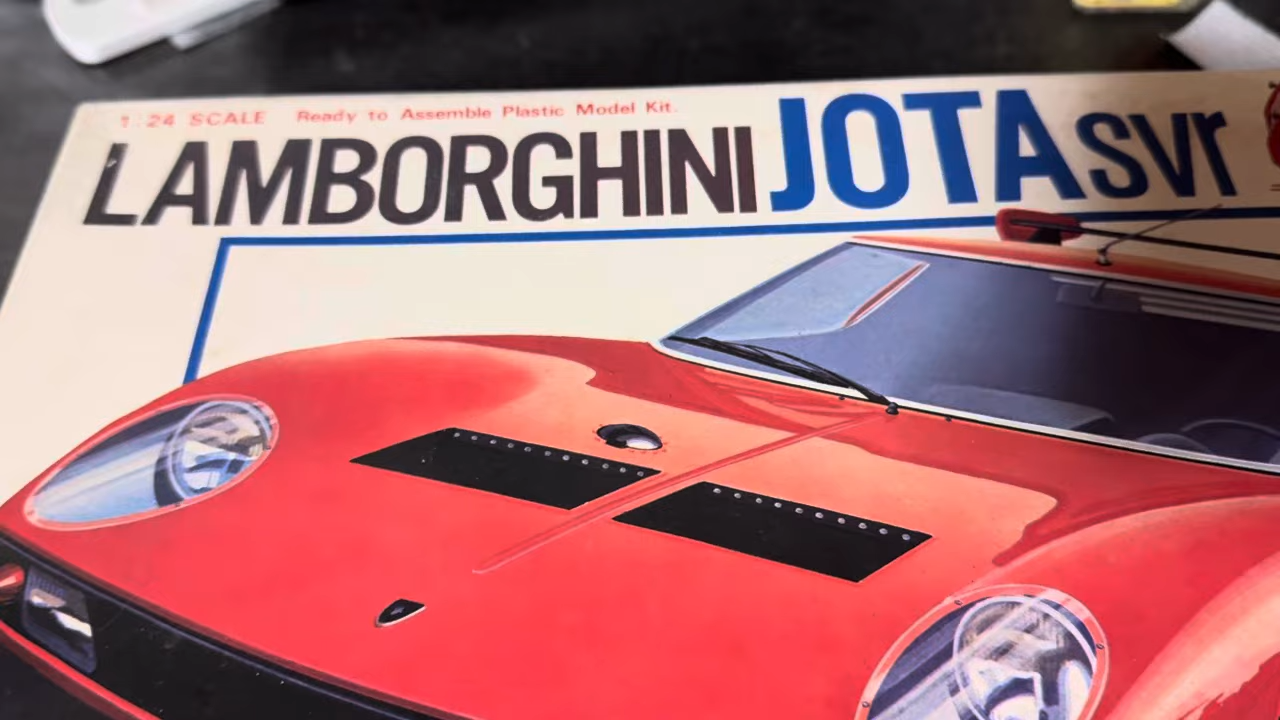 1:24 SCALE Ready to Assemble Plastic Model Kit.
LAMBORGHINI JOTA SVr